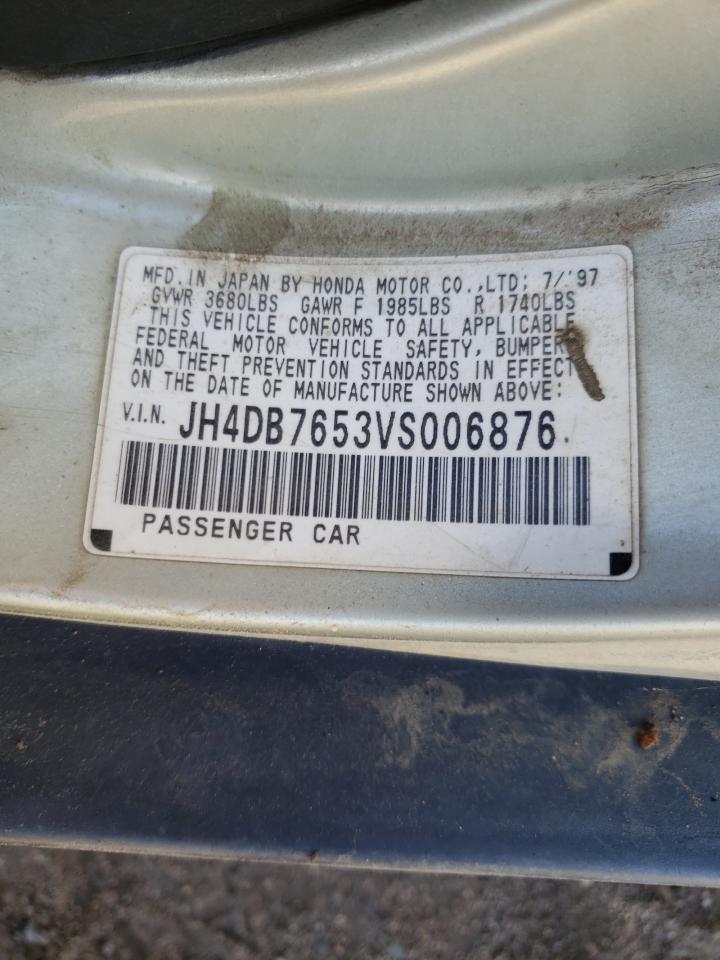 MFD. IN JAPAN BY HONDA MOTOR CO.,LTD; 7/'97
GVWR 3680LBS GAWR F 1985LBS R 1740LBS
THIS VEHICLE CONFORMS TO ALL APPLICABLE
FEDERAL MOTOR VEHICLE SAFETY, BUMPER,
AND THEFT PREVENTION STANDARDS IN EFFECT
ON THE DATE OF MANUFACTURE SHOWN ABOVE:
V.I.N. JH4DB7653VS006876
PASSENGER CAR